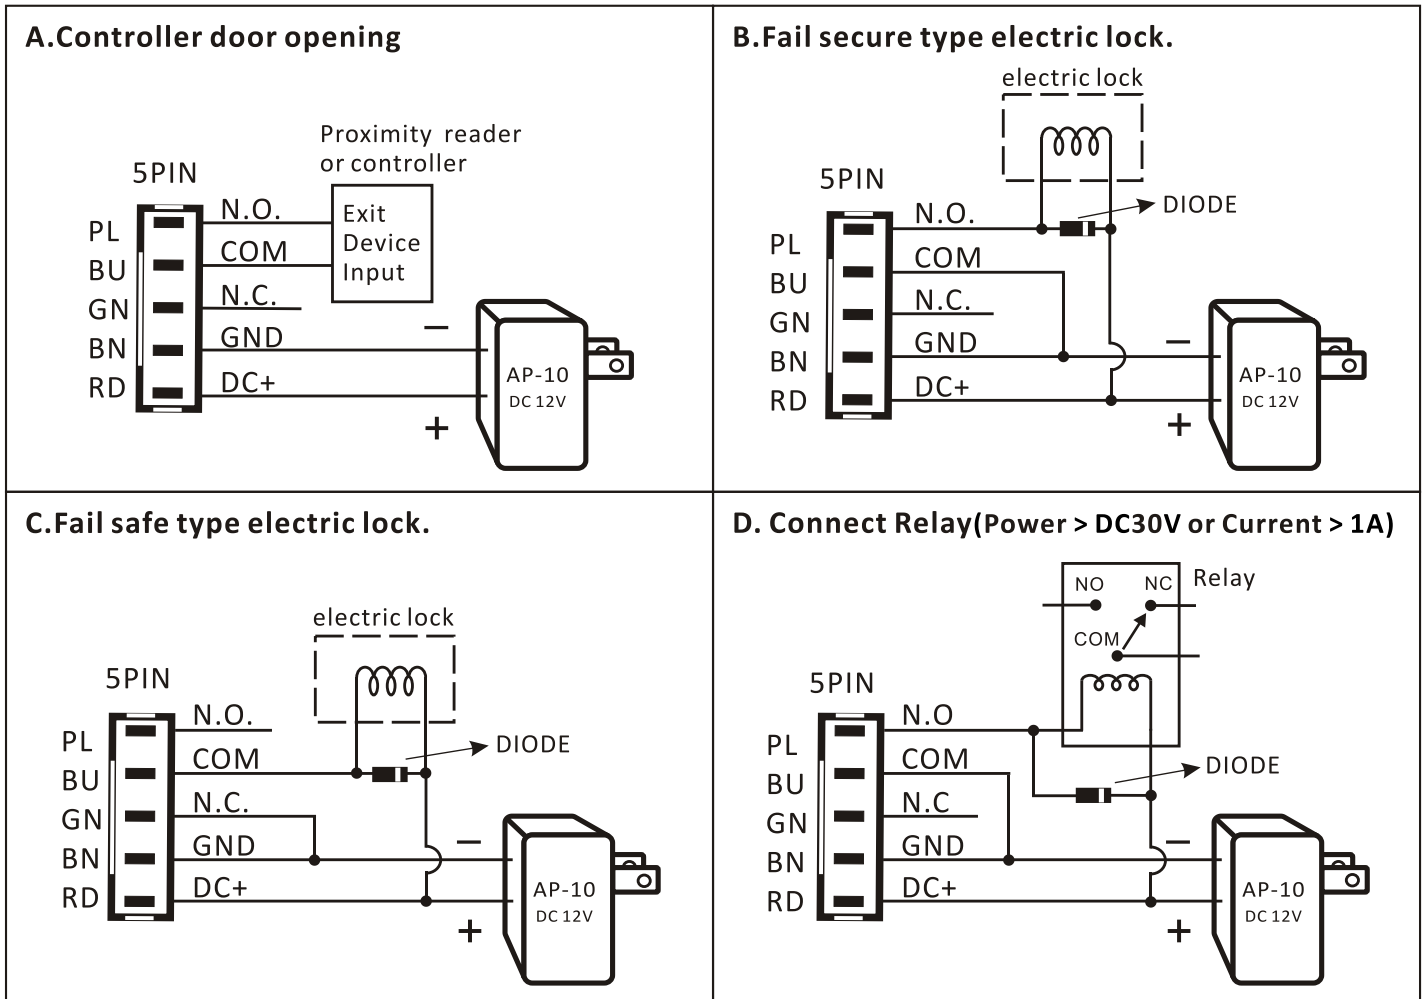 A.Controller door opening
Proximity reader
or controller
5PIN
N.O.
Exit
PL
Device
COM
BU
Input
N.C.
GN
GND
−
BN
AP-10
DC+
RD
DC 12V
+
B.Fail secure type electric lock.
electric lock
5PIN
DIODE
N.O.
PL
COM
BU
N.C.
GN
GND
−
BN
AP-10
DC+
RD
DC 12V
+
C.Fail safe type electric lock.
electric lock
5PIN
N.O.
PL
DIODE
COM
BU
N.C.
GN
GND
−
BN
AP-10
DC+
RD
DC 12V
+
D. Connect Relay(Power > DC30V or Current > 1A)
NO
NC
Relay
COM
5PIN
N.O
PL
DIODE
COM
BU
N.C
GN
GND
−
BN
AP-10
DC+
RD
DC 12V
+